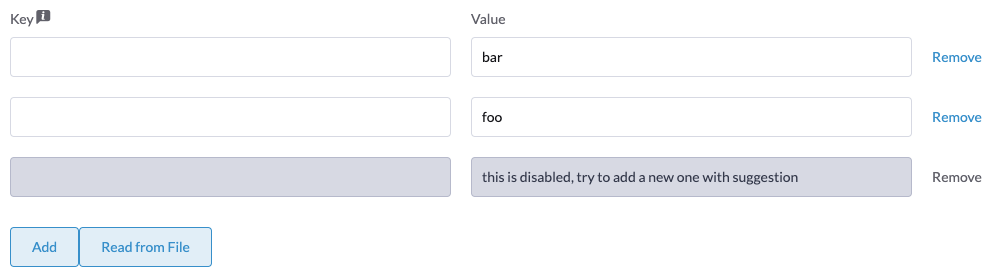 Key Value
bar Remove
foo Remove
this is disabled, try to add a new one with suggestion Remove
Add Read from File